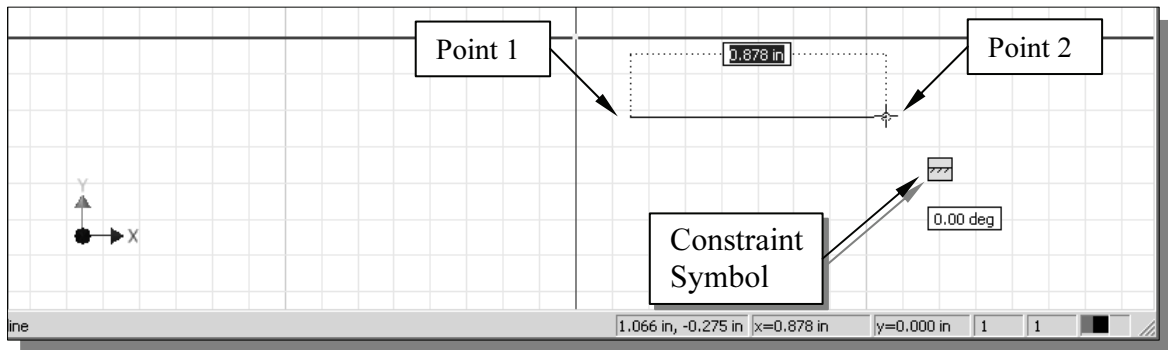 Point 1
0.878 in
Point 2
Y
X
0.00 deg
Constraint
Symbol
ine
1.066 in, -0.275 in
x=0.878 in
y=0.000 in
1
1